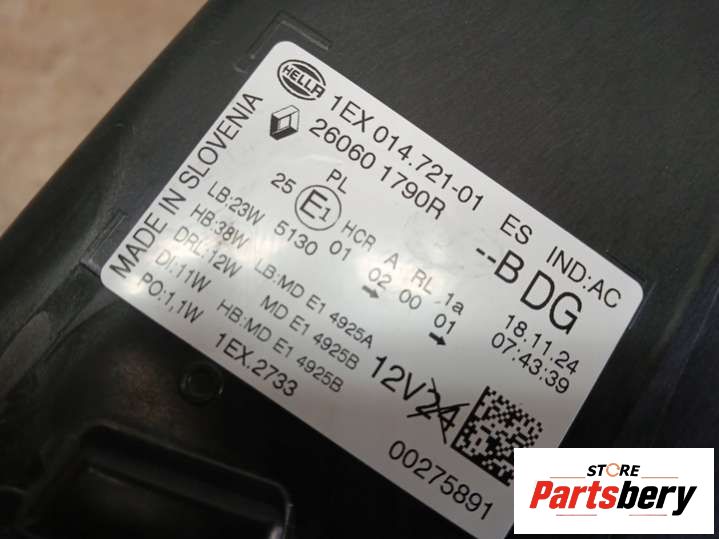 HELLA
1EX 014.721-01 ES IND:AC
26060 1790R
--B DG
MADE IN SLOVENIA
PL
25 E1 HCR A RL 1a
5130 01 02 00 01
18.11.24
07:43:39
LB:23W
HB:38W
DRL:12W
DI:11W
PO:1,1W
LB:MD E1 4925A
MD E1 4925B
HB:MD E1 4925B
1EX.2733
12V 24
00275891
STORE
Partsbery